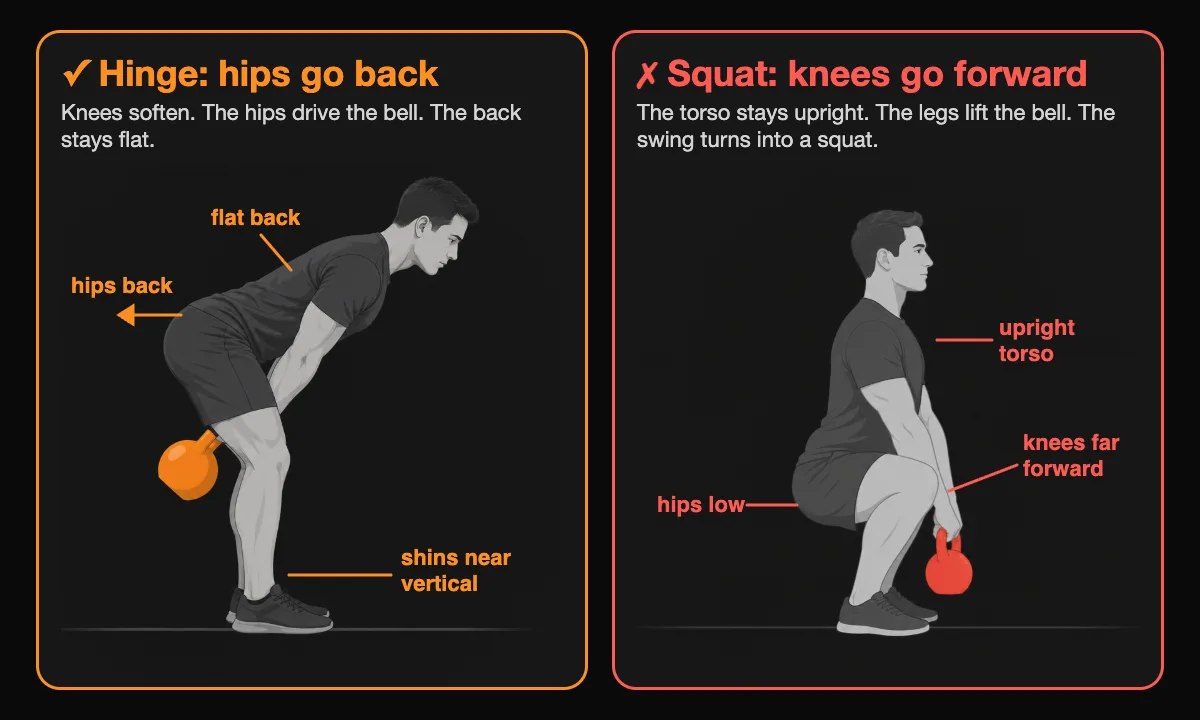 ✓ Hinge: hips go back
Knees soften. The hips drive the bell. The back
stays flat.
flat back
hips back
shins near
vertical
✗ Squat: knees go forward
The torso stays upright. The legs lift the bell. The
swing turns into a squat.
upright
torso
knees far
forward
hips low